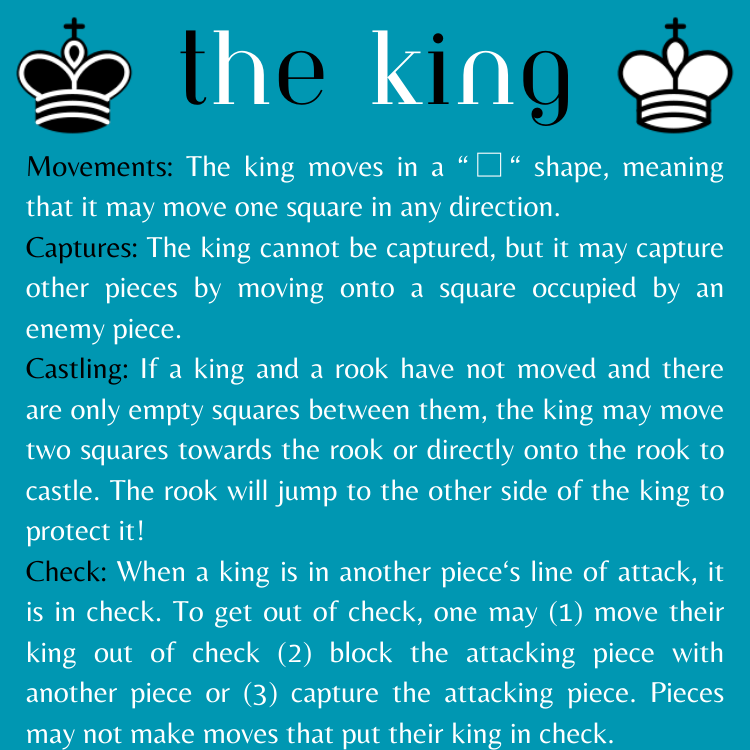 the king
Movements: The king moves in a “ □ “ shape, meaning
that it may move one square in any direction.
Captures: The king cannot be captured, but it may capture
other pieces by moving onto a square occupied by an
enemy piece.
Castling: If a king and a rook have not moved and there
are only empty squares between them, the king may move
two squares towards the rook or directly onto the rook to
castle. The rook will jump to the other side of the king to
protect it!
Check: When a king is in another piece‘s line of attack, it
is in check. To get out of check, one may (1) move their
king out of check (2) block the attacking piece with
another piece or (3) capture the attacking piece. Pieces
may not make moves that put their king in check.